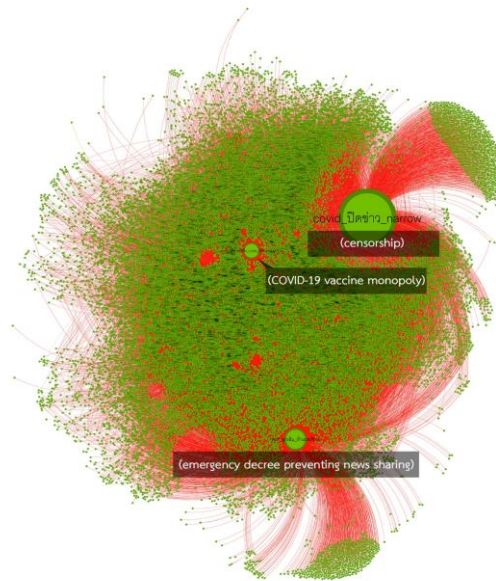 covid_ปิดข่าว_narrow
(censorship)
(COVID-19 vaccine monopoly)
(emergency decree preventing news sharing)